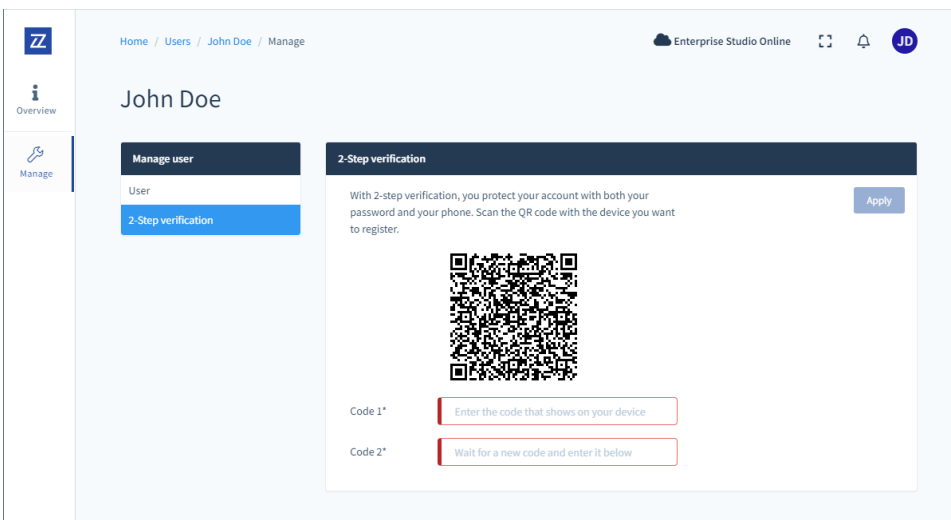 ZZ
Home / Users / John Doe / Manage
Enterprise Studio Online
JD
Overview
Manage
John Doe
Manage user
User
2-Step verification
2-Step verification
With 2-step verification, you protect your account with both your
password and your phone. Scan the QR code with the device you want
to register.
Apply
Code 1*
Enter the code that shows on your device
Code 2*
Wait for a new code and enter it below